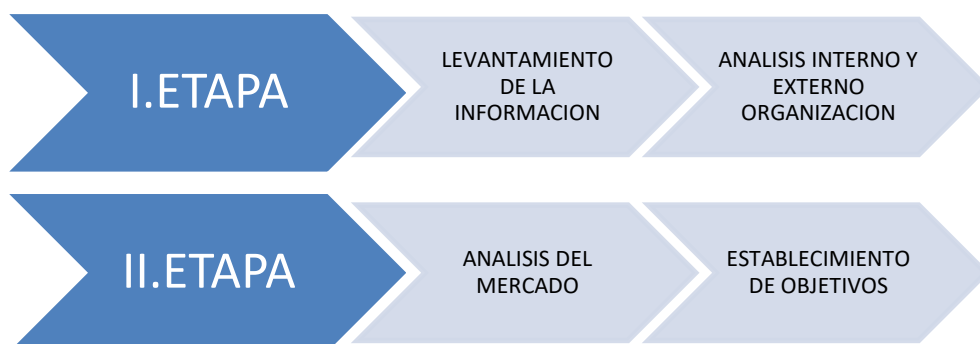 I.ETAPA
LEVANTAMIENTO
DE LA
INFORMACION
ANALISIS INTERNO Y
EXTERNO
ORGANIZACION
II.ETAPA
ANALISIS DEL
MERCADO
ESTABLECIMIENTO
DE OBJETIVOS